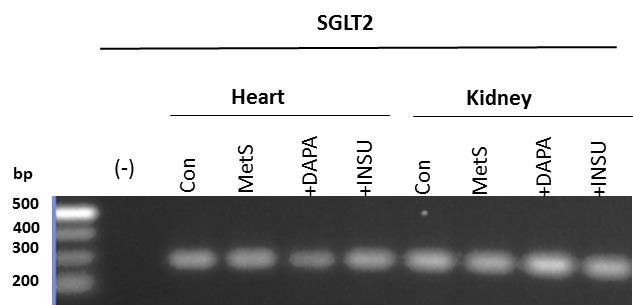 SGLT2
Heart
Kidney
bp
(-)
Con
MetS
+DAPA
+INSU
Con
MetS
+DAPA
+INSU
500
400
300
200